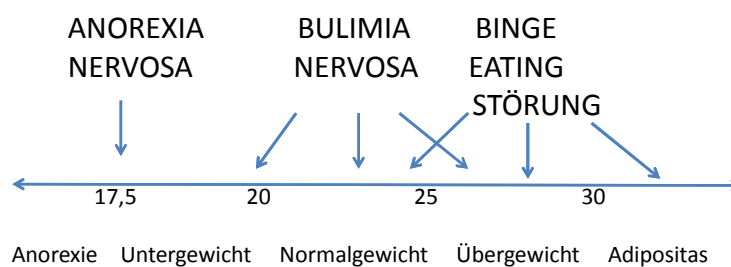 ANOREXIA NERVOSA
BULIMIA NERVOSA
BINGE EATING STÖRUNG
17,5 20 25 30
Anorexie Untergewicht Normalgewicht Übergewicht Adipositas